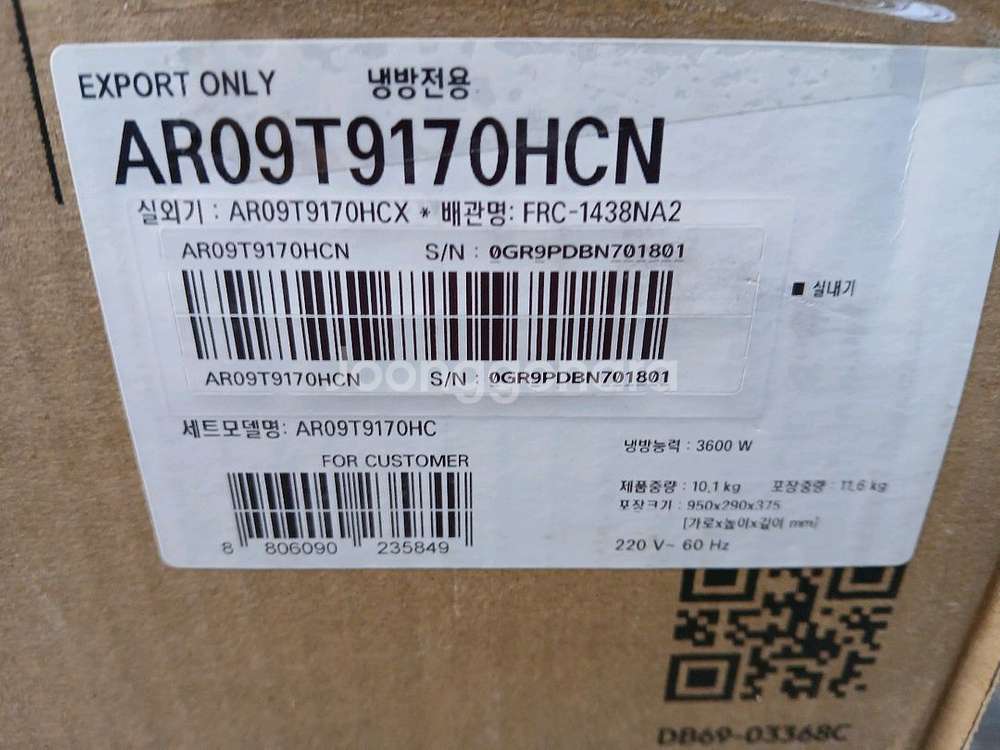 EXPORT ONLY 냉방전용
AR09T9170HCN
실외기 : AR09T9170HCX * 배관명: FRC-1438NA2
AR09T9170HCN S/N : 0GR9PDBN701801
■ 실내기
AR09T9170HCN S/N : 0GR9PDBN701801
세트모델명: AR09T9170HC
냉방능력 : 3600 W
FOR CUSTOMER
제품중량 : 10.1 kg 포장중량 : 11.6 kg
포장크기 : 950x290x375
[가로x높이x깊이 mm]
8 806090 235849
220 V~ 60 Hz
DB69-03368C